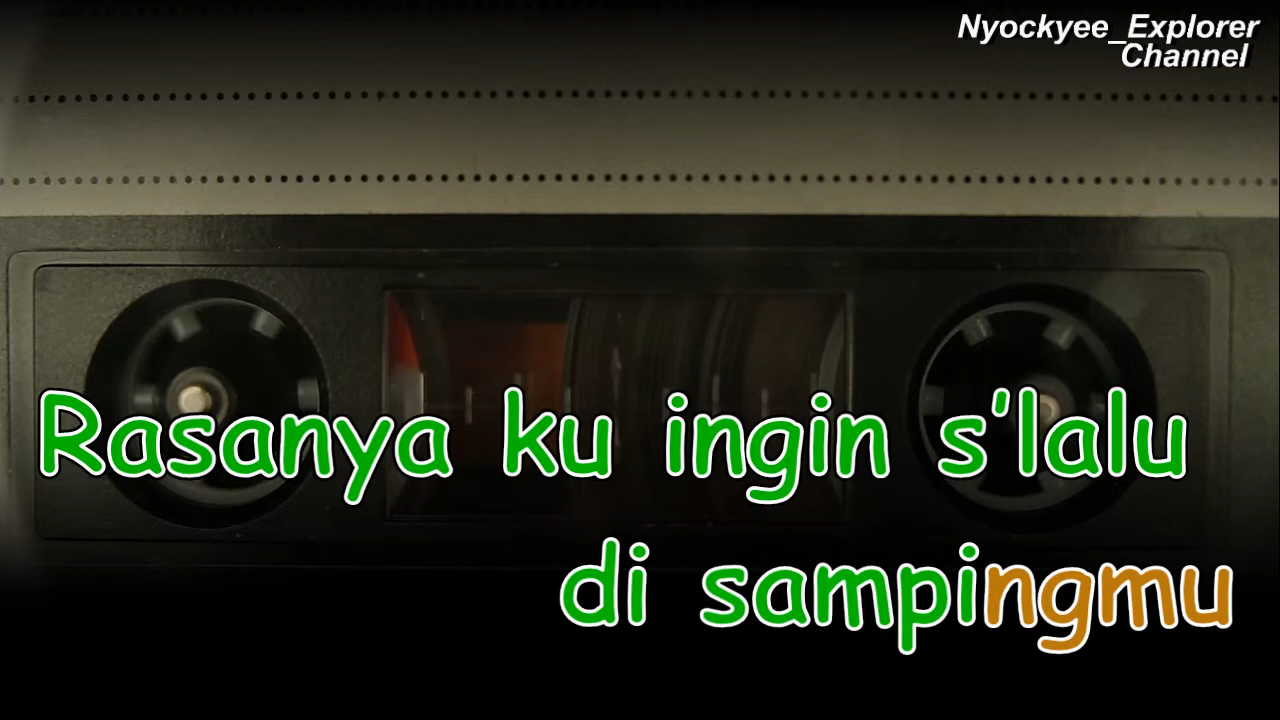 Nyockyee_Explorer
Channel
Rasanya ku ingin s'lalu
di sampingmu